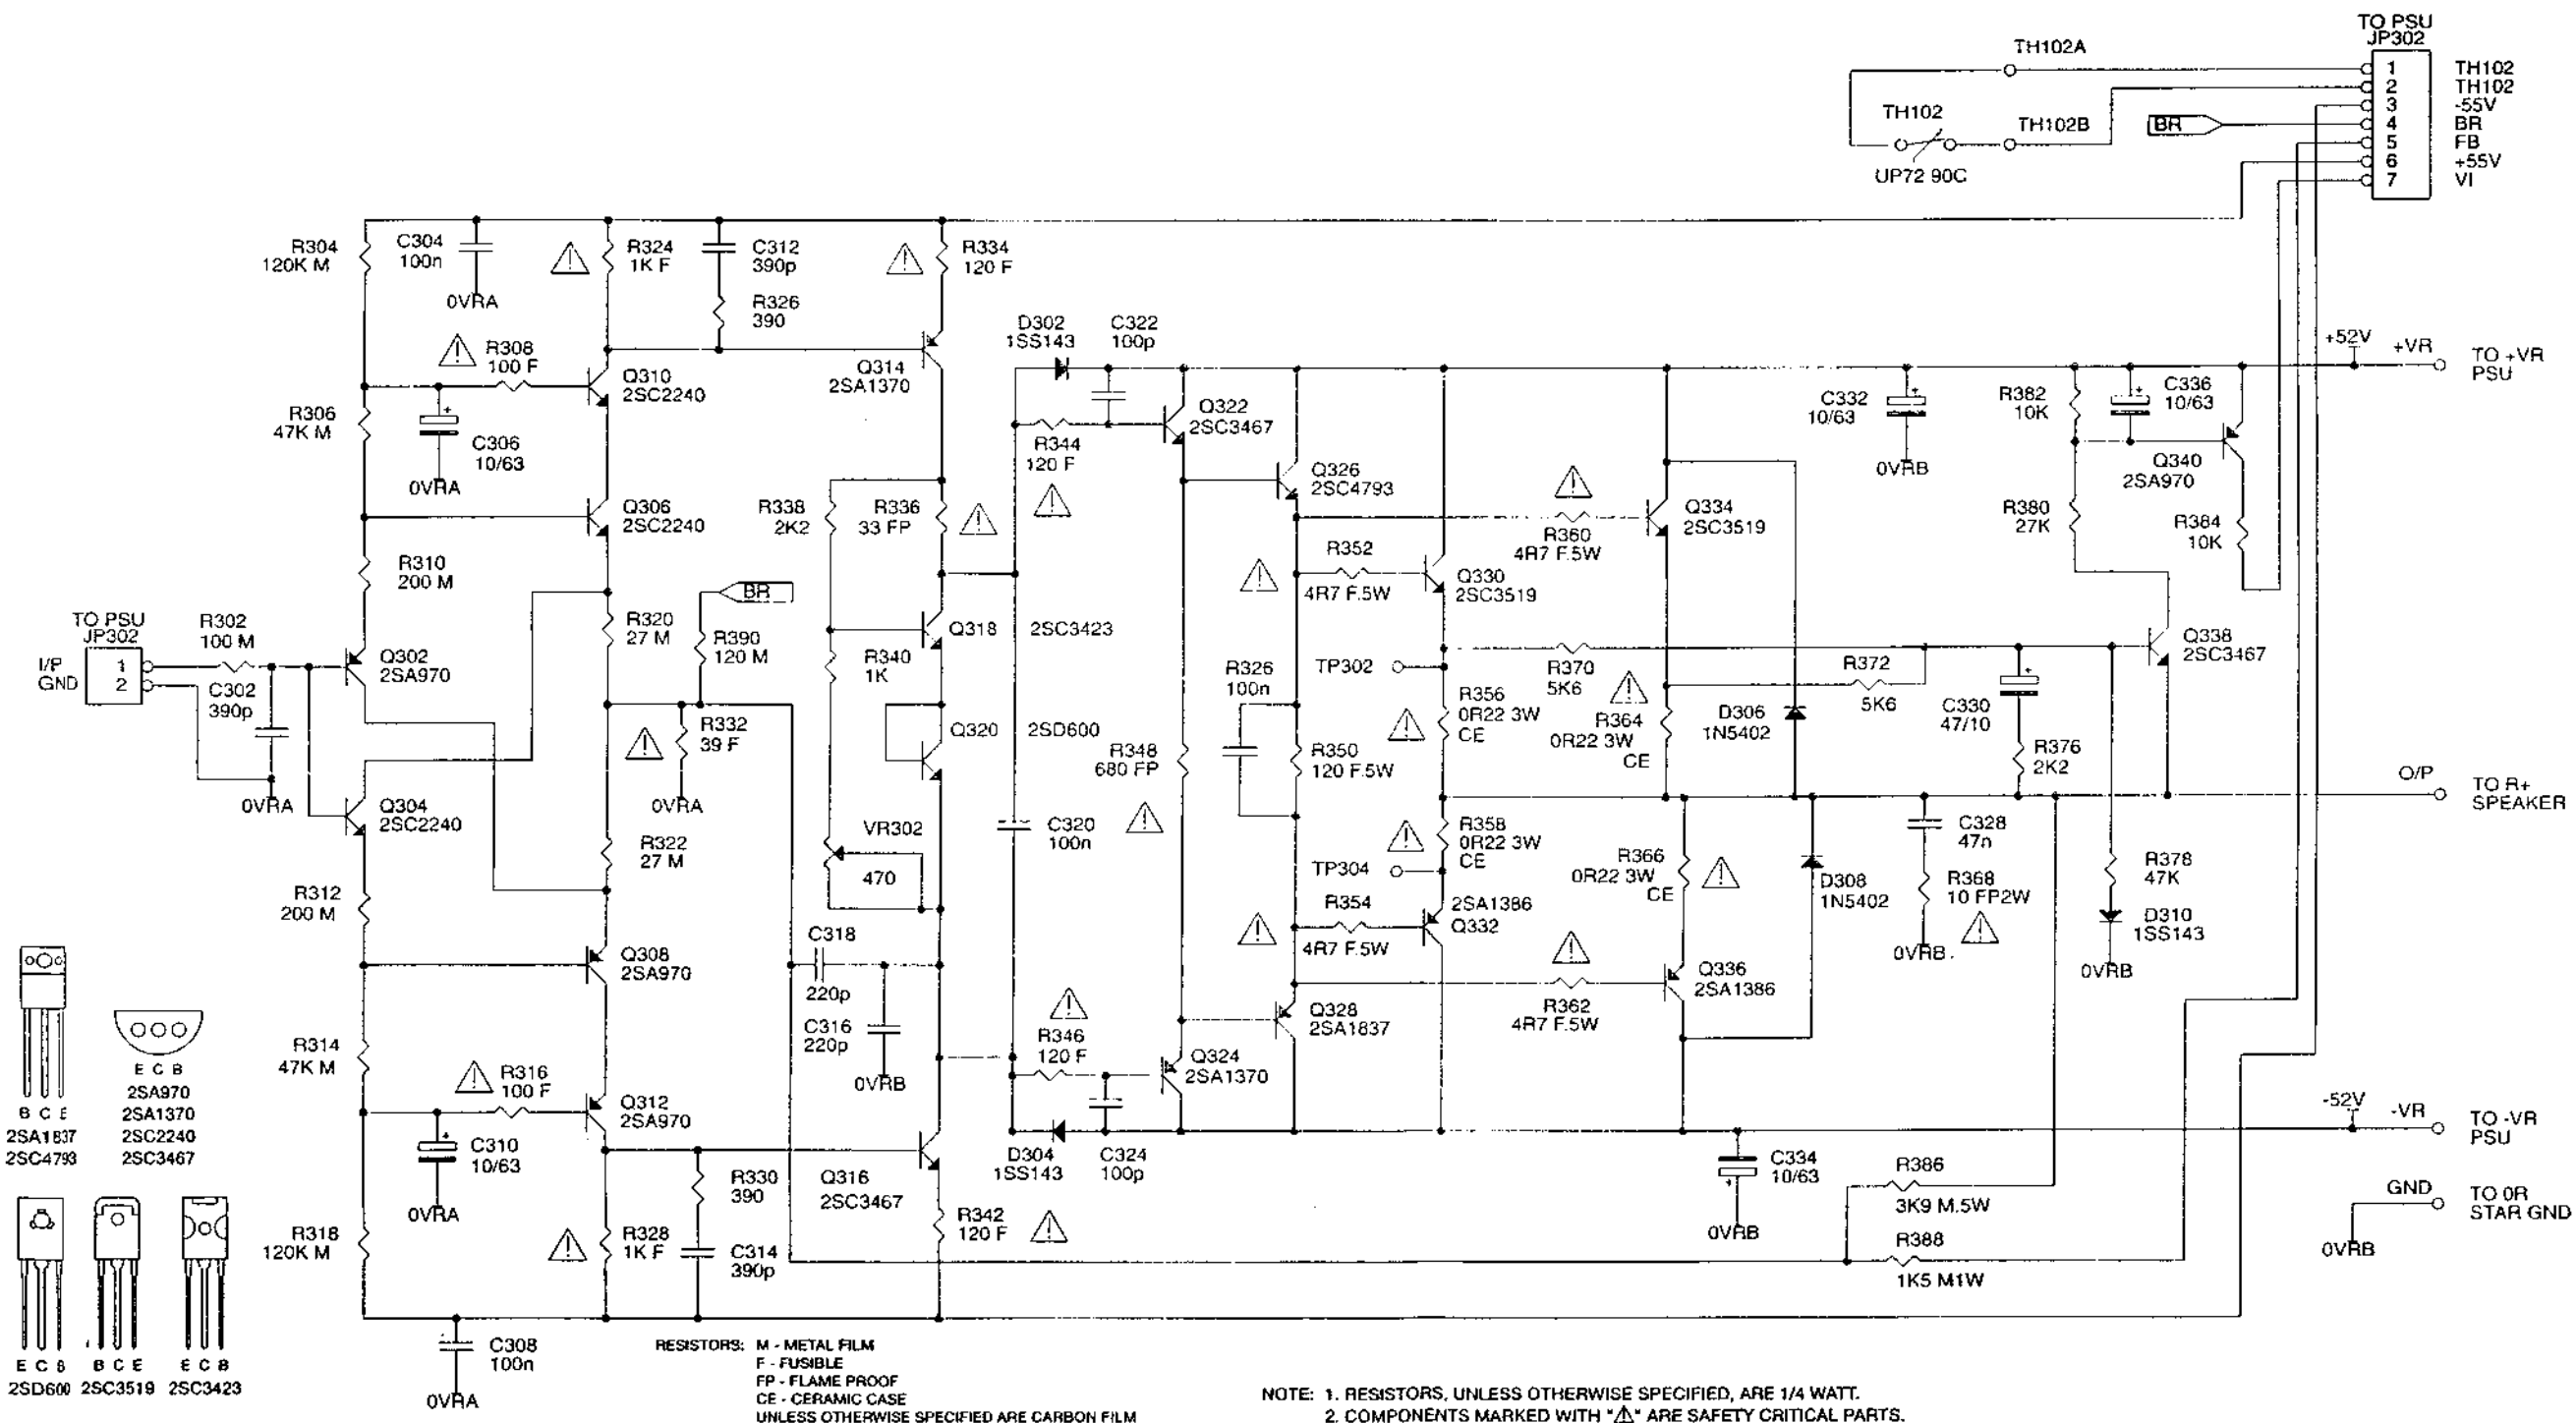 TO PSU
JP302
1 TH102
2 TH102
3 -55V
4 BR
5 FB
6 +55V
7 VI
TH102A
TH102
TH102B
BR
UP72 90C
R304
120K M
C304
100n
0VRA
R324
1K F
C312
390p
R326
390
R334
120 F
R308
100 F
Q310
2SC2240
Q314
2SA1370
D302
1SS143
C322
100p
R306
47K M
C306
10/63
0VRA
R344
120 F
Q322
2SC3467
C332
10/63
0VRB
R382
10K
C336
10/63
+52V
+VR
TO +VR
PSU
Q306
2SC2240
R338
2K2
R336
33 FP
Q326
2SC4793
R360
4R7 F.5W
Q334
2SC3519
Q340
2SA970
R380
27K
R384
10K
R310
200 M
R352
4R7 F.5W
Q330
2SC3519
BR
TO PSU
JP302
I/P
GND
1
2
R302
100 M
C302
390p
0VRA
Q302
2SA970
R320
27 M
R390
120 M
R332
39 F
0VRA
R340
1K
Q318
2SC3423
Q320
2SD600
R326
100n
TP302
R370
5K6
R372
5K6
R356
0R22 3W
CE
R364
0R22 3W
CE
D306
1N5402
C330
47/10
R376
2K2
Q338
2SC3467
R348
680 FP
R350
120 F.5W
O/P
TO R+
SPEAKER
Q304
2SC2240
R322
27 M
VR302
470
C320
100n
R358
0R22 3W
CE
TP304
R366
0R22 3W
CE
D308
1N5402
C328
47n
R368
10 FP2W
0VRB.
R378
47K
D310
1SS143
0VRB
R312
200 M
R354
4R7 F.5W
2SA1386
Q332
Q308
2SA970
C318
220p
C316
220p
0VRB
R362
4R7 F.5W
Q336
2SA1386
Q328
2SA1837
R314
47K M
R346
120 F
Q324
2SA1370
R316
100 F
Q312
2SA970
C310
10/63
0VRA
D304
1SS143
C324
100p
-52V
-VR
TO -VR
PSU
R330
390
Q316
2SC3467
C334
10/63
0VRB
R386
3K9 M.5W
GND
TO 0R
STAR GND
0VRB
R318
120K M
R328
1K F
C314
390p
R342
120 F
R388
1K5 M1W
C308
100n
0VRA
B C E
2SA1837
2SC4793
E C B
2SA970
2SA1370
2SC2240
2SC3467
E C B
2SD600
B C E
2SC3519
E C B
2SC3423
RESISTORS: M - METAL FILM
F - FUSIBLE
FP - FLAME PROOF
CE - CERAMIC CASE
UNLESS OTHERWISE SPECIFIED ARE CARBON FILM
NOTE: 1. RESISTORS, UNLESS OTHERWISE SPECIFIED, ARE 1/4 WATT.
2. COMPONENTS MARKED WITH "⚠" ARE SAFETY CRITICAL PARTS.